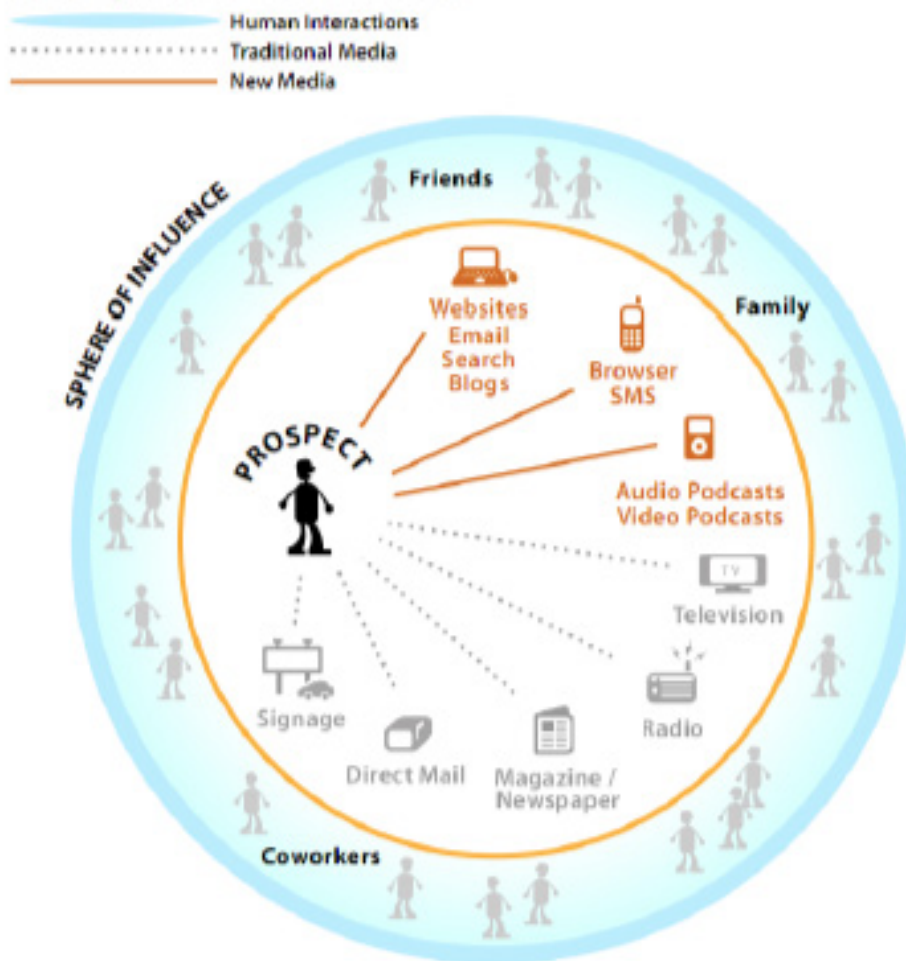 Human Interactions
Traditional Media
New Media
SPHERE OF INFLUENCE
Friends
Family
Websites
Email
Search
Blogs
Browser
SMS
PROSPECT
Audio Podcasts
Video Podcasts
TV
Television
Signage
Radio
Direct Mail
Magazine /
Newspaper
Coworkers